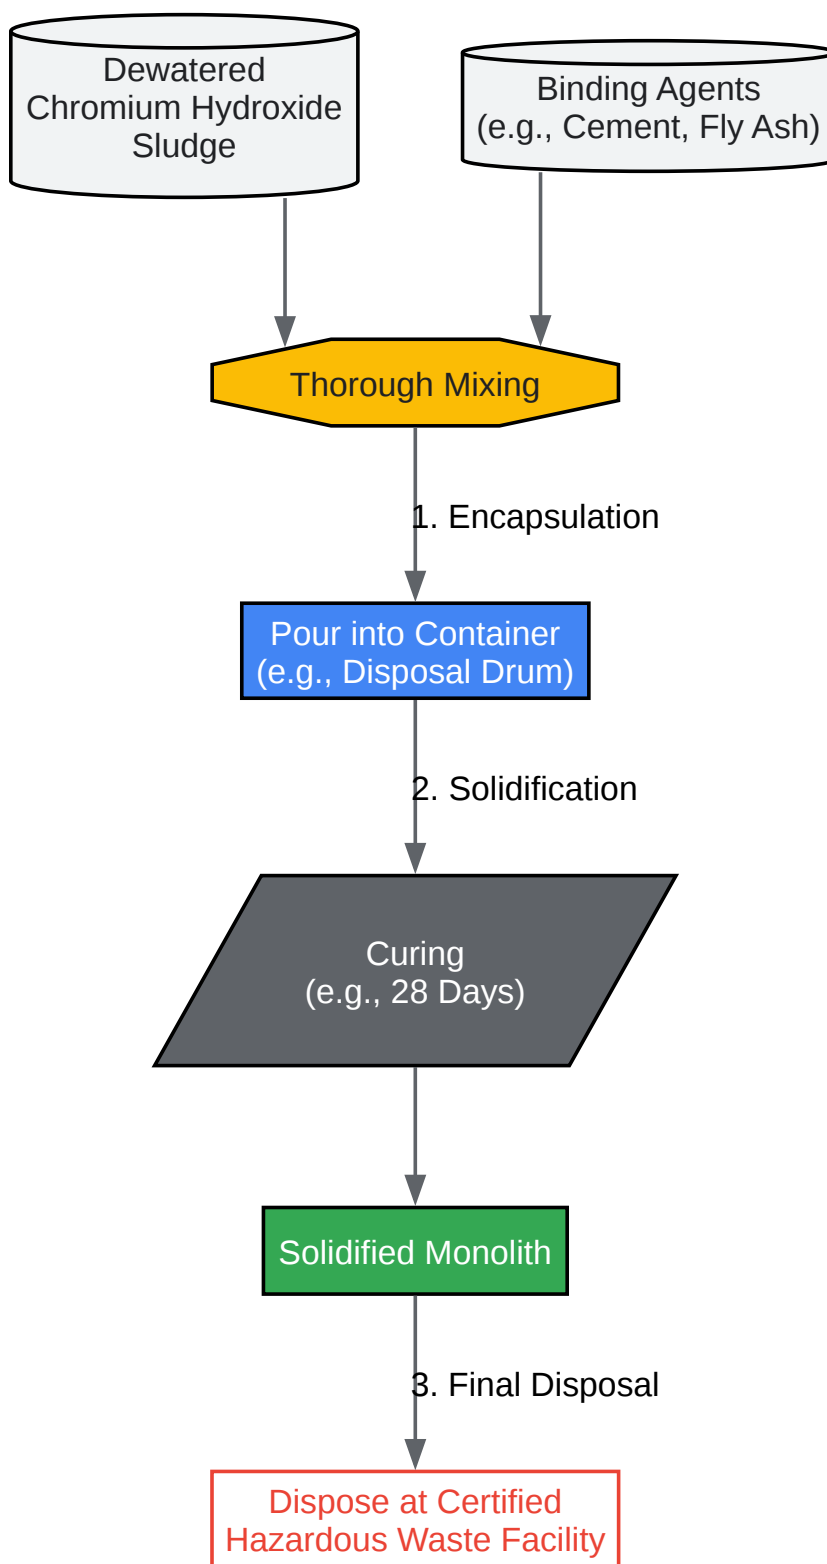 Dewatered
Chromium Hydroxide
Sludge
Binding Agents
(e.g., Cement, Fly Ash)
Thorough Mixing
1. Encapsulation
Pour into Container
(e.g., Disposal Drum)
2. Solidification
Curing
(e.g., 28 Days)
Solidified Monolith
3. Final Disposal
Dispose at Certified
Hazardous Waste Facility